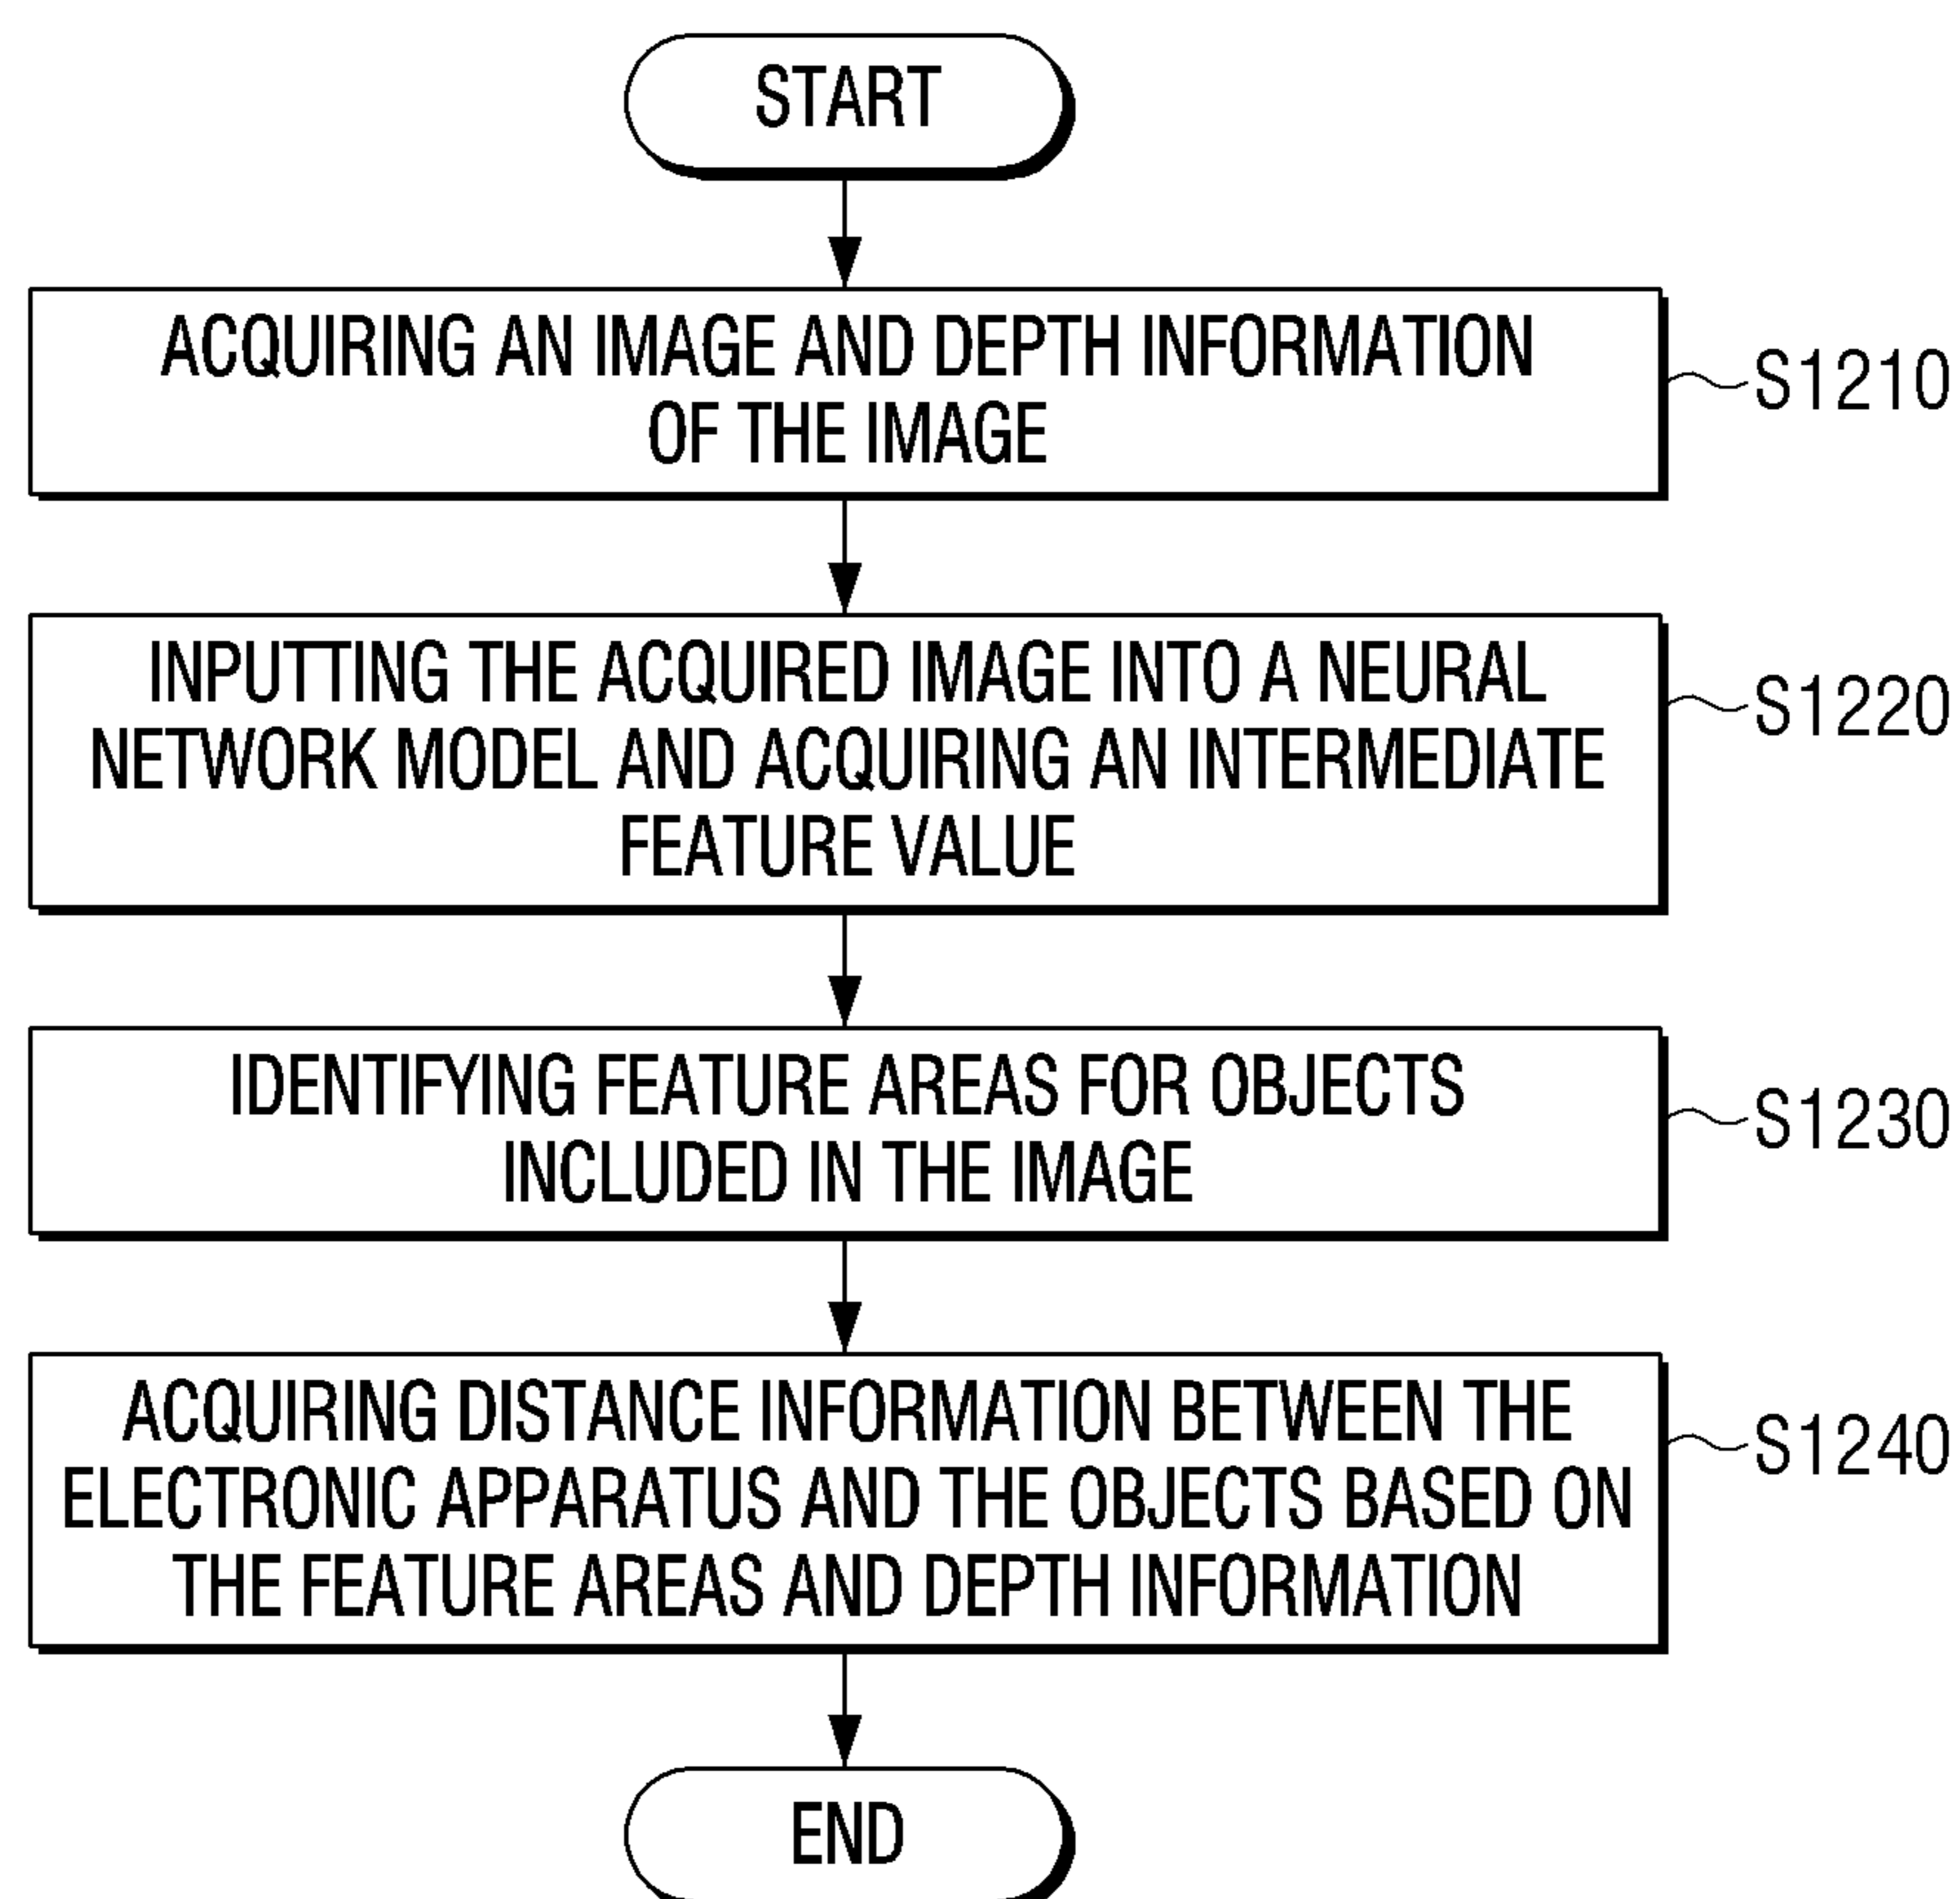 START
ACQUIRING AN IMAGE AND DEPTH INFORMATION
OF THE IMAGE
S1210
INPUTTING THE ACQUIRED IMAGE INTO A NEURAL
NETWORK MODEL AND ACQUIRING AN INTERMEDIATE
FEATURE VALUE
S1220
IDENTIFYING FEATURE AREAS FOR OBJECTS
INCLUDED IN THE IMAGE
S1230
ACQUIRING DISTANCE INFORMATION BETWEEN THE
ELECTRONIC APPARATUS AND THE OBJECTS BASED ON
THE FEATURE AREAS AND DEPTH INFORMATION
S1240
END